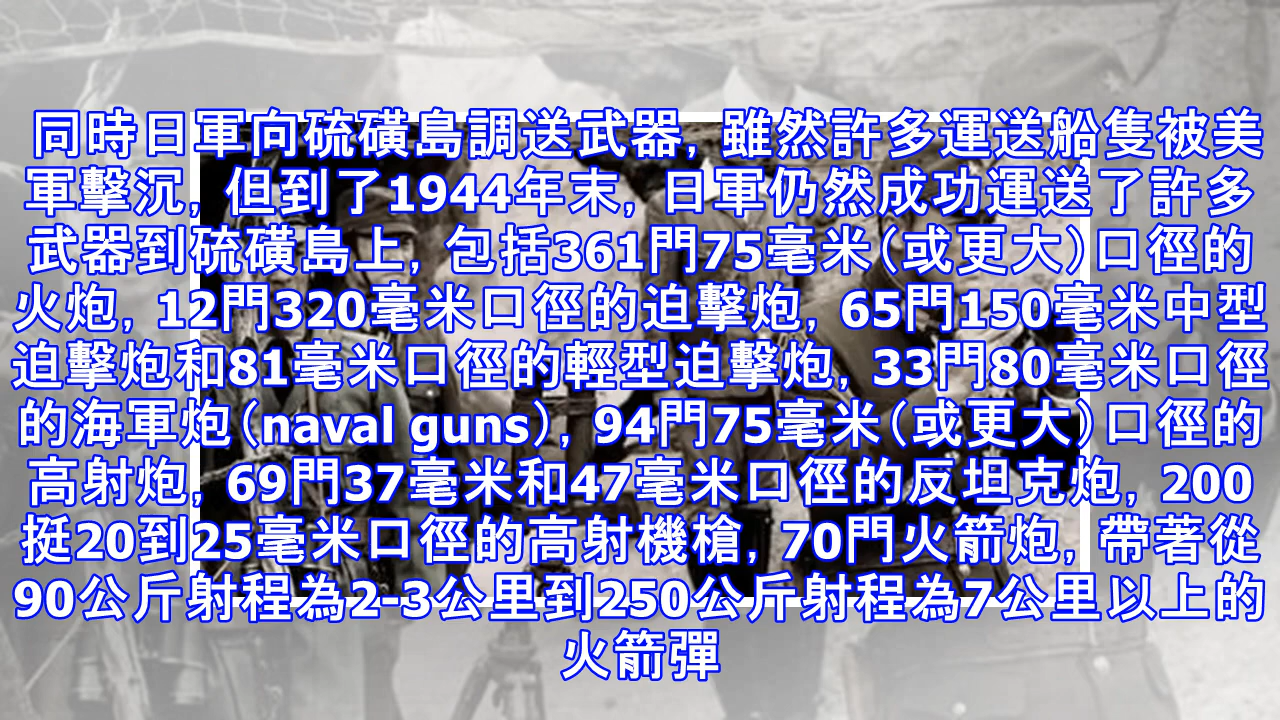 同時日軍向硫磺島調送武器, 雖然許多運送船隻被美
軍擊沉, 但到了1944年末, 日軍仍然成功運送了許多
武器到硫磺島上, 包括361門75毫米(或更大)口徑的
火炮, 12門320毫米口徑的迫擊炮, 65門150毫米中型
迫擊炮和81毫米口徑的輕型迫擊炮, 33門80毫米口徑
的海軍炮(naval guns), 94門75毫米(或更大)口徑的
高射炮, 69門37毫米和47毫米口徑的反坦克炮, 200
挺20到25毫米口徑的高射機槍, 70門火箭炮, 帶著從
90公斤射程為2-3公里到250公斤射程為7公里以上的
火箭彈